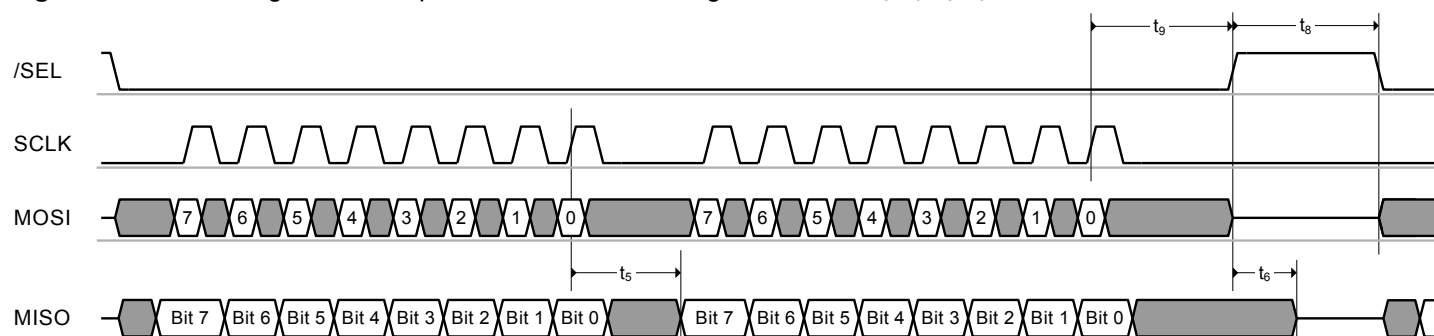 t9 t8
/SEL
SCLK
MOSI 7 6 5 4 3 2 1 0 7 6 5 4 3 2 1 0
t5 t6
MISO Bit 7 Bit 6 Bit 5 Bit 4 Bit 3 Bit 2 Bit 1 Bit 0 Bit 7 Bit 6 Bit 5 Bit 4 Bit 3 Bit 2 Bit 1 Bit 0